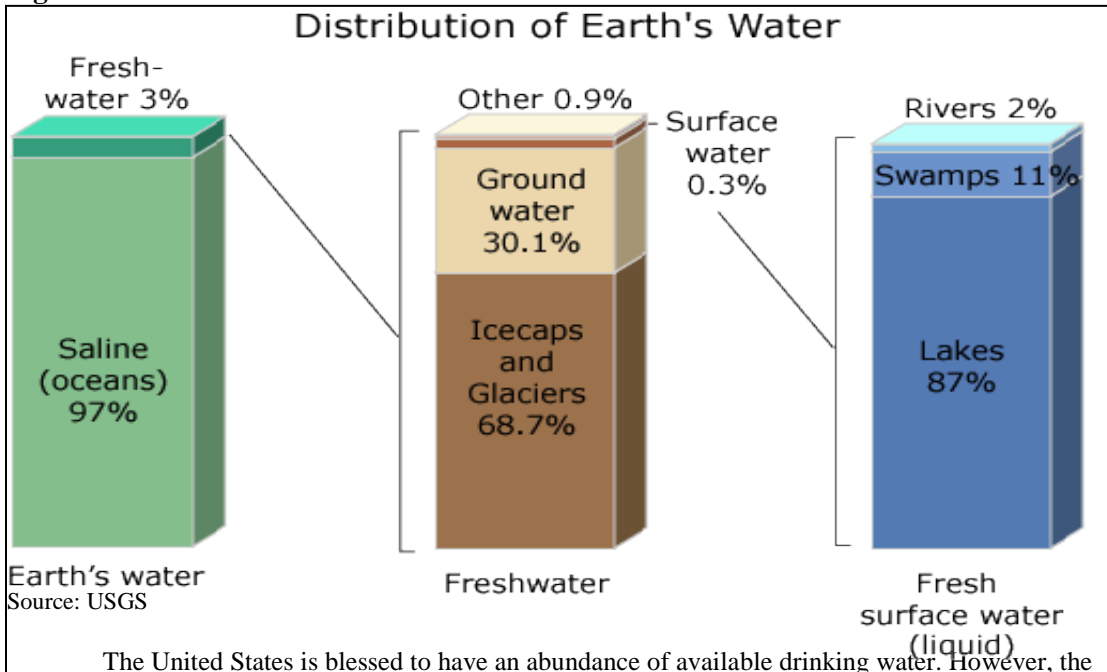 Distribution of Earth's Water
Fresh-
water 3%
Saline
(oceans)
97%
Earth's water
Other 0.9%
Surface
water
0.3%
Ground
water
30.1%
Icecaps
and
Glaciers
68.7%
Freshwater
Rivers 2%
Swamps 11%
Lakes
87%
Fresh
surface water
(liquid)
Source: USGS
The United States is blessed to have an abundance of available drinking water. However, the